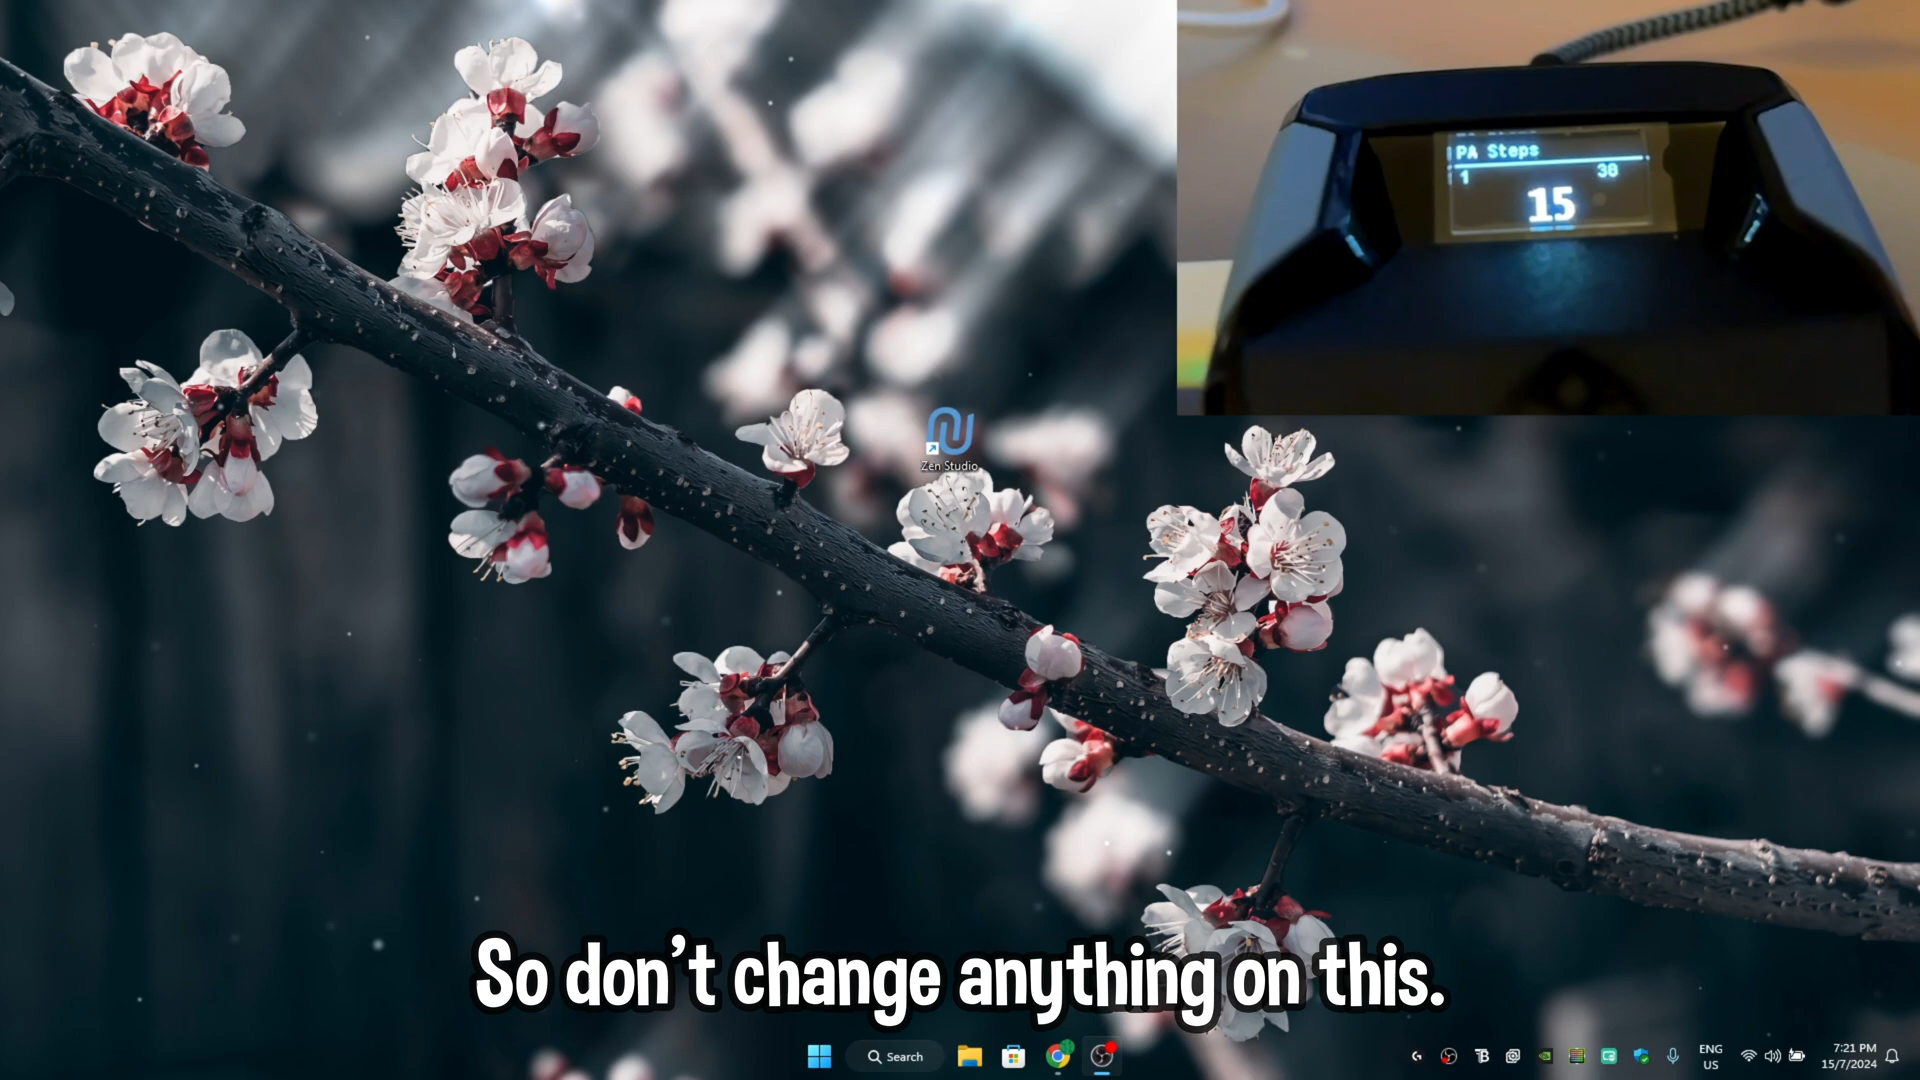 PA Steps
1 30
15
Zen Studio
So don't change anything on this.
Search
ENG
US
7:21 PM
15/7/2024